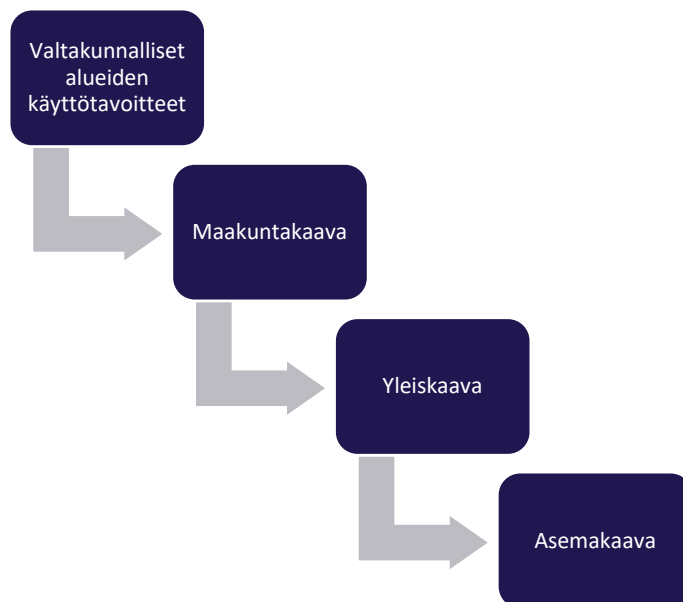 Valtakunnalliset
alueiden
käyttötavoitteet
Maakuntakaava
Yleiskaava
Asemakaava